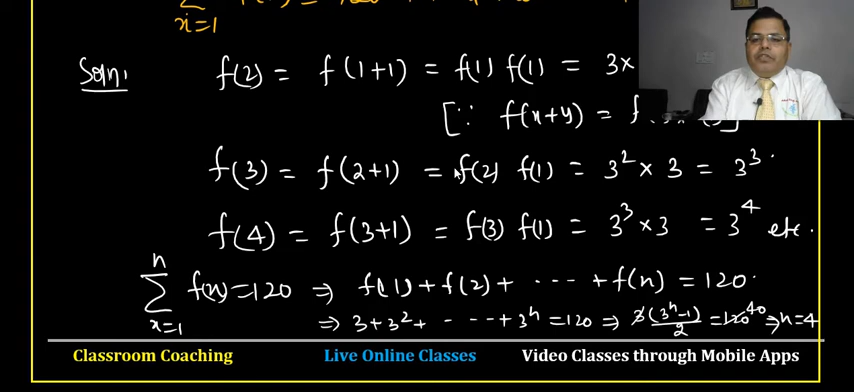 Soln:
f(2) = f(1+1) = f(1) f(1) = 3×
[∵ f(x+y) = f
f(3) = f(2+1) = f(2) f(1) = 3² × 3 = 3³.
f(4) = f(3+1) = f(3) f(1) = 3³ × 3 = 3⁴ etc.
n
∑ f(x) = 120 ⇒ f(1) + f(2) + ---- + f(n) = 120.
x=1
⇒ 3 + 3² + - ---- + 3ⁿ = 120 ⇒ 3(3ⁿ-1)/2 = 120 40 ⇒ n = 4
Classroom Coaching
Live Online Classes
Video Classes through Mobile Apps